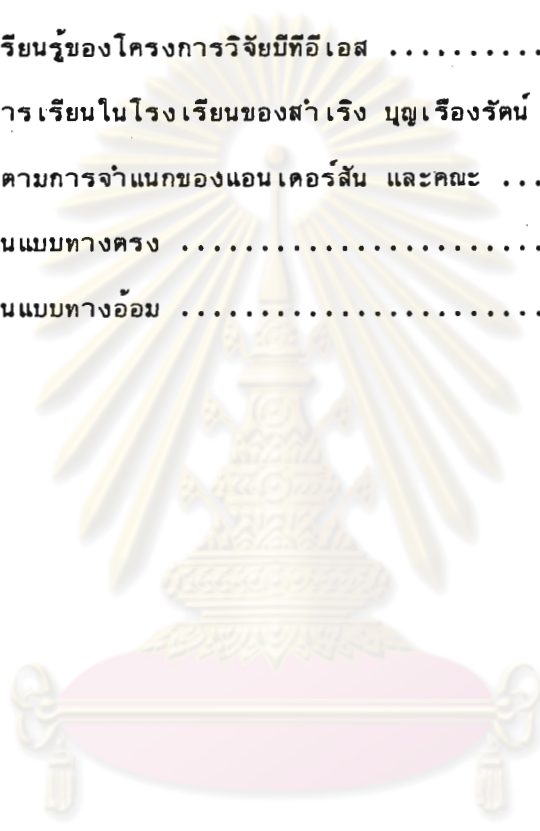 รียนรู้ของโครงการวิจัยบีทีอีเอส ..........
ารเรียนในโรงเรียนของสำเริง บุญเรืองรัตน์
ตามการจำแนกของแอนเดอร์สัน และคณะ ...
นแบบทางตรง .......................
นแบบทางอ้อม .......................